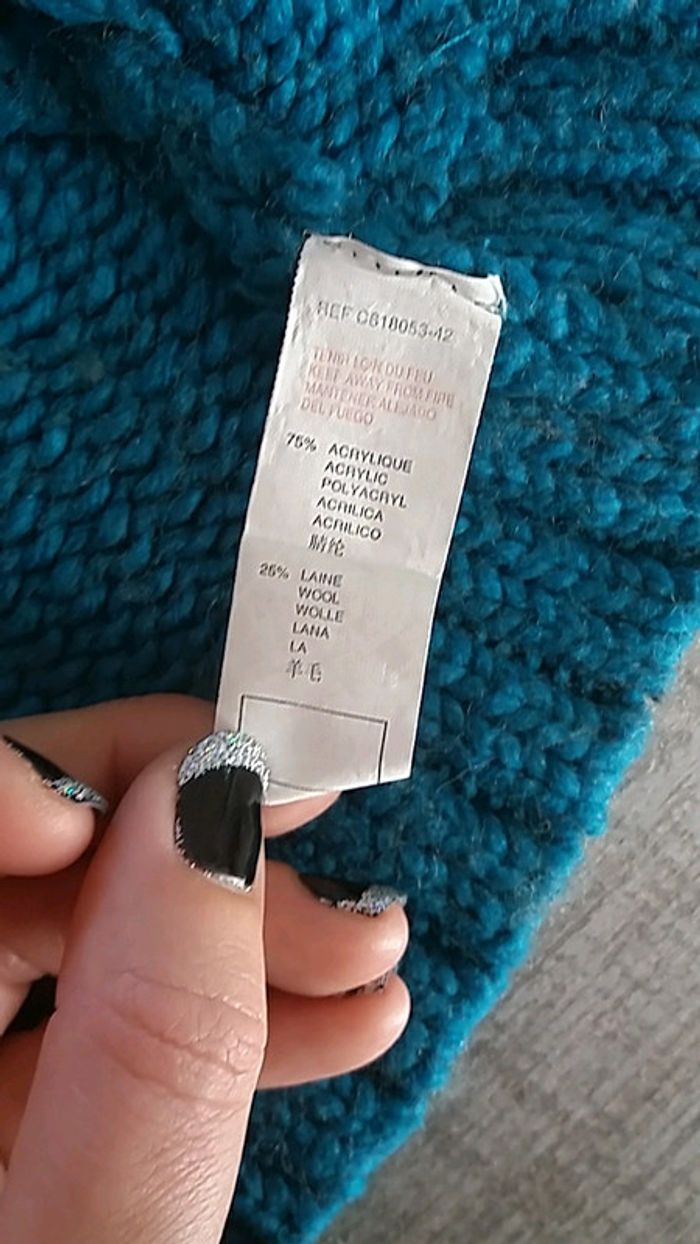 REF C818053-42
TENIR LOIN DU FEU
KEEP AWAY FROM FIRE
MANTENER ALEJADO
DEL FUEGO
75% ACRYLIQUE
ACRYLIC
POLYACRYL
ACRILICA
ACRILICO
腈纶
25% LAINE
WOOL
WOLLE
LANA
LA
羊毛